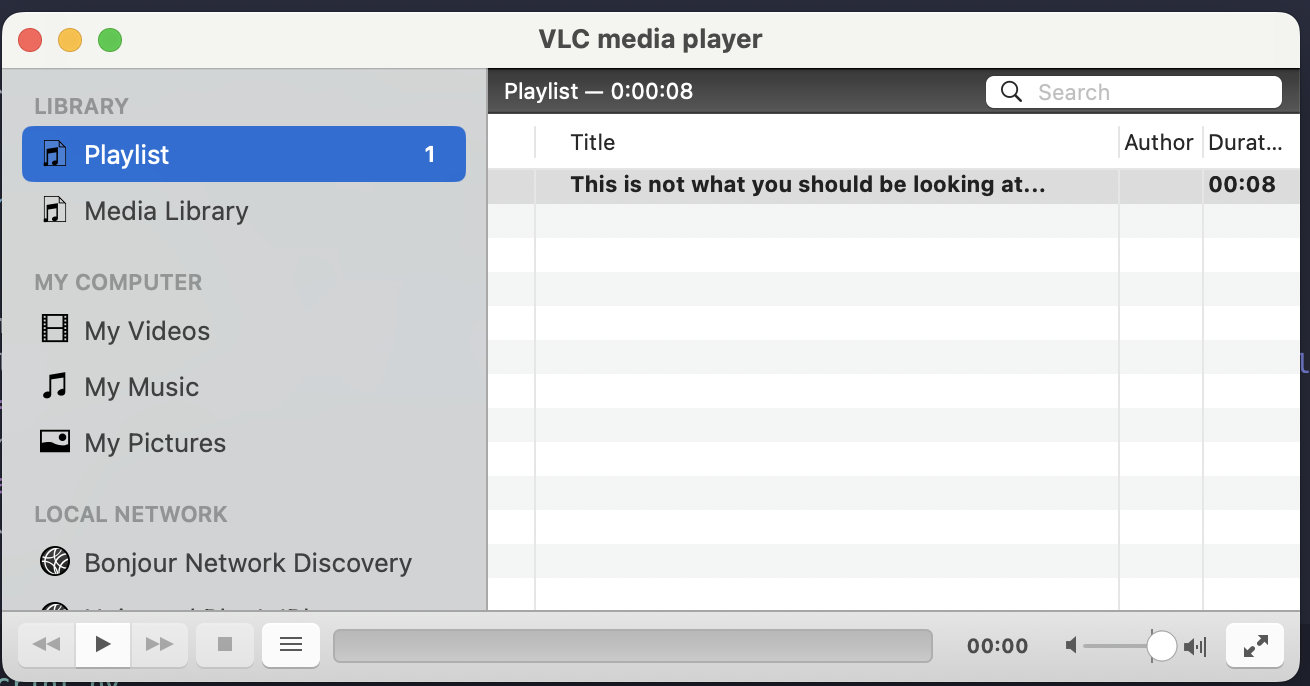 VLC media player
LIBRARY
Playlist 1
Media Library
MY COMPUTER
My Videos
My Music
My Pictures
LOCAL NETWORK
Bonjour Network Discovery
Playlist — 0:00:08
Search
Title Author Durat...
This is not what you should be looking at... 00:08
00:00